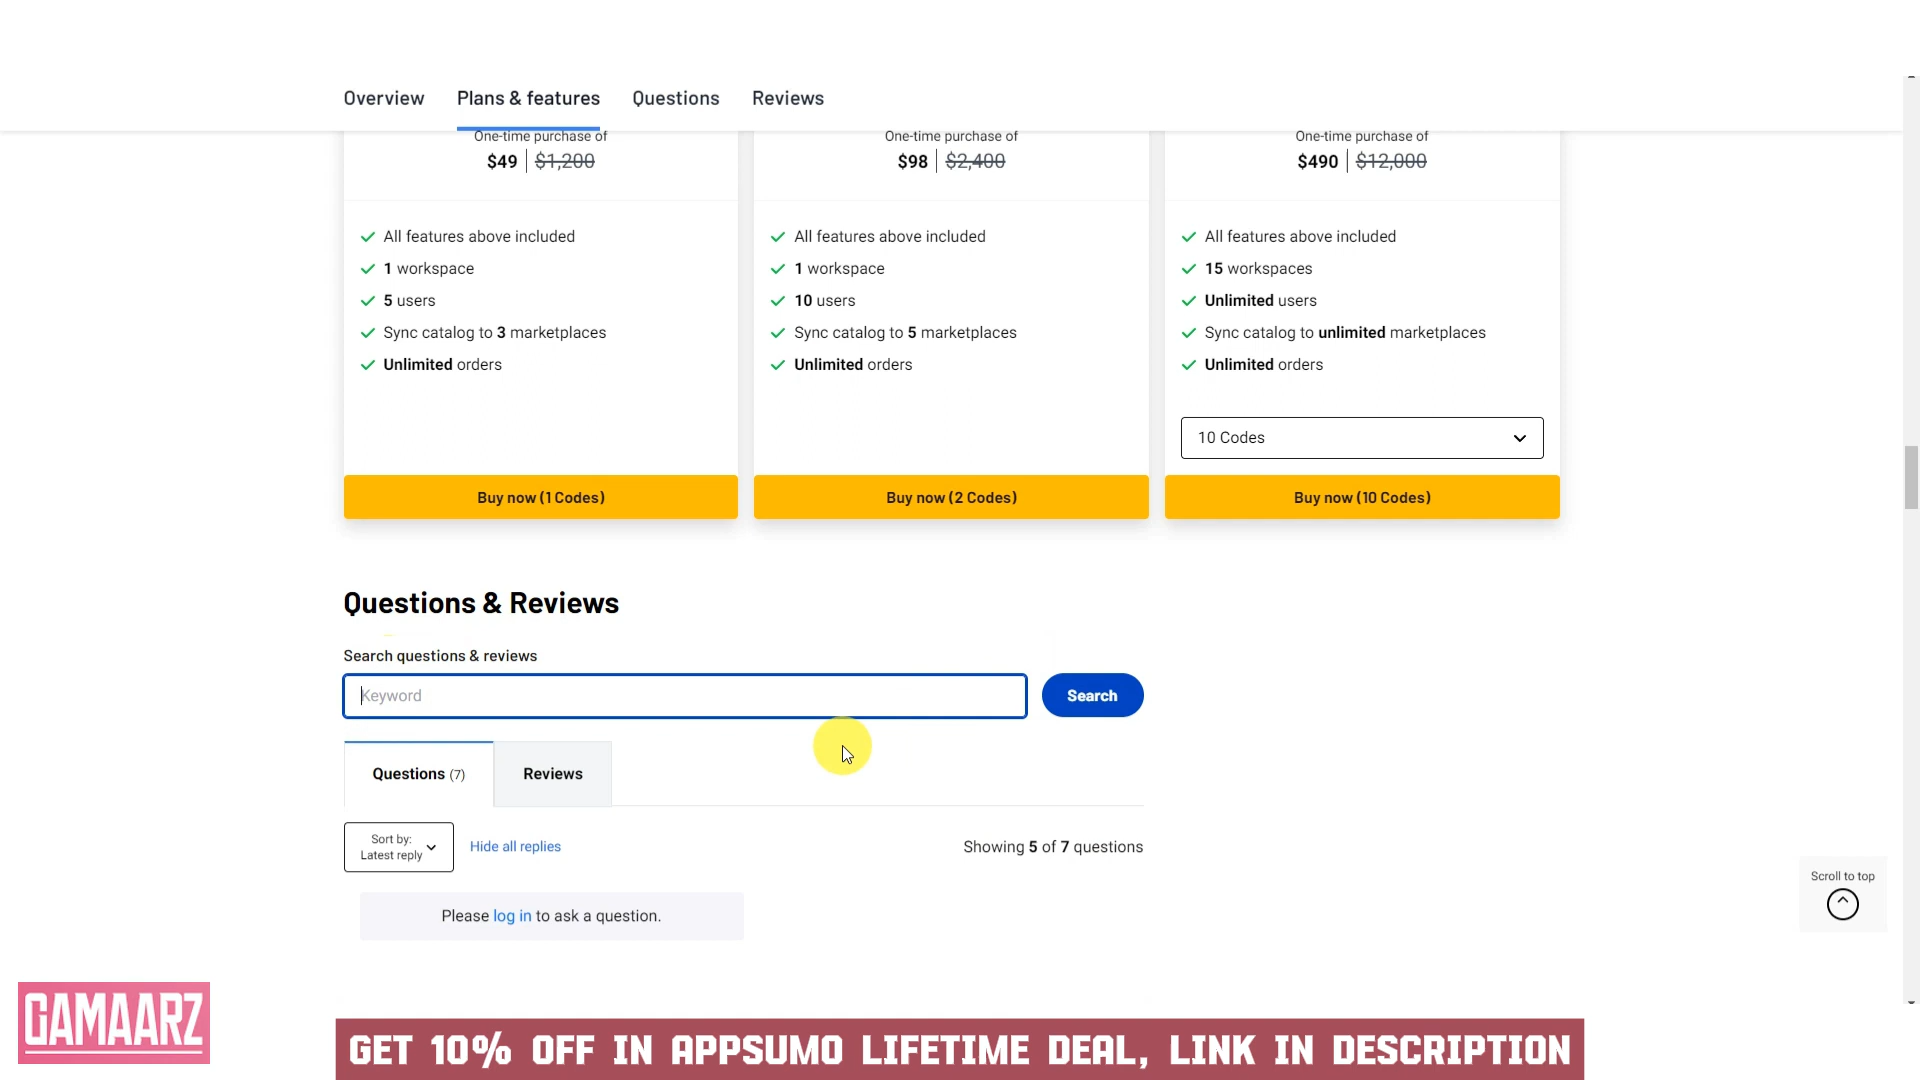 Overview Plans & features Questions Reviews
One-time purchase of
$49 | $1,200
All features above included
1 workspace
5 users
Sync catalog to 3 marketplaces
Unlimited orders
Buy now (1 Codes)
One-time purchase of
$98 | $2,400
All features above included
1 workspace
10 users
Sync catalog to 5 marketplaces
Unlimited orders
Buy now (2 Codes)
One-time purchase of
$490 | $12,000
All features above included
15 workspaces
Unlimited users
Sync catalog to unlimited marketplaces
Unlimited orders
10 Codes
Buy now (10 Codes)
Questions & Reviews
Search questions & reviews
Keyword
Search
Questions (7) Reviews
Sort by:
Latest reply
Hide all replies
Showing 5 of 7 questions
Please log in to ask a question.
Scroll to top
GAMAARZ
GET 10% OFF IN APPSUMO LIFETIME DEAL, LINK IN DESCRIPTION